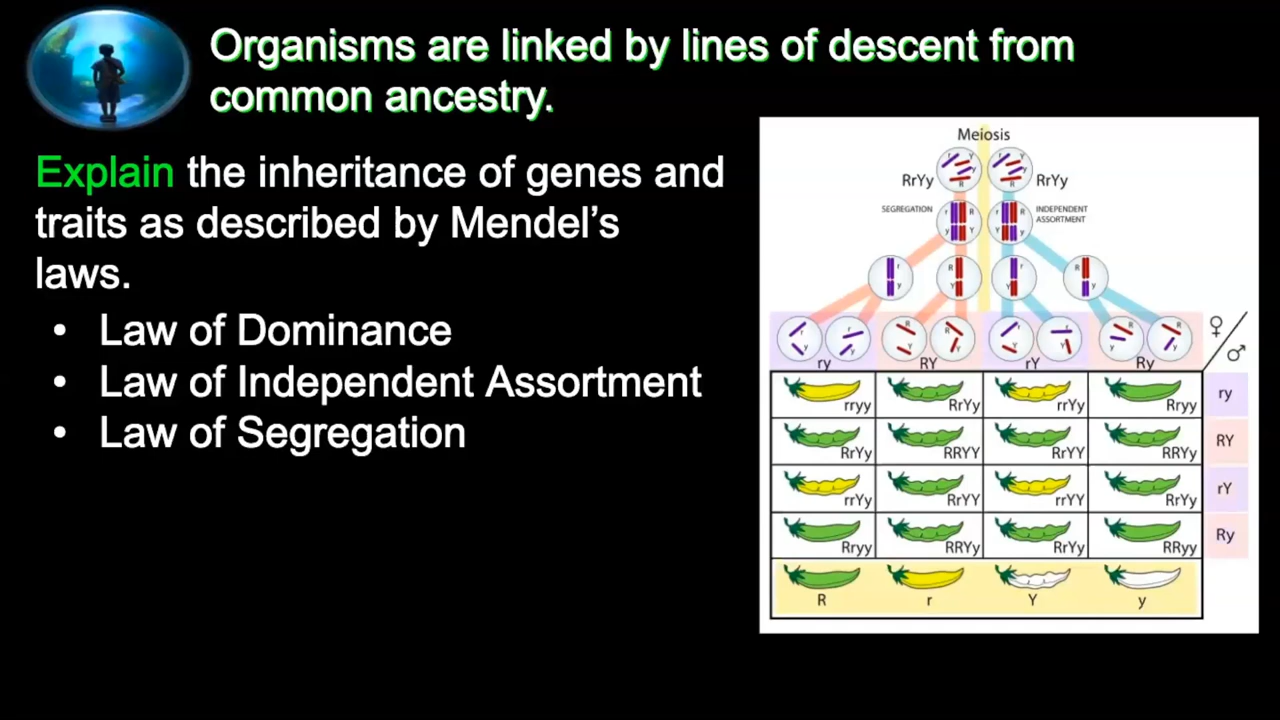 Organisms are linked by lines of descent from
common ancestry.
Explain the inheritance of genes and
traits as described by Mendel’s
laws.
• Law of Dominance
• Law of Independent Assortment
• Law of Segregation
Meiosis
RrYy RrYy
SEGREGATION INDEPENDENT
ASSORTMENT
ry RY rY Ry
♀/♂
rryy RrYy rrYy Rryy ry
RrYy RRYY RrYY RRYy RY
rrYy RrYY rrYY RrYy rY
Rryy RRYy RrYy RRyy Ry
R r Y y